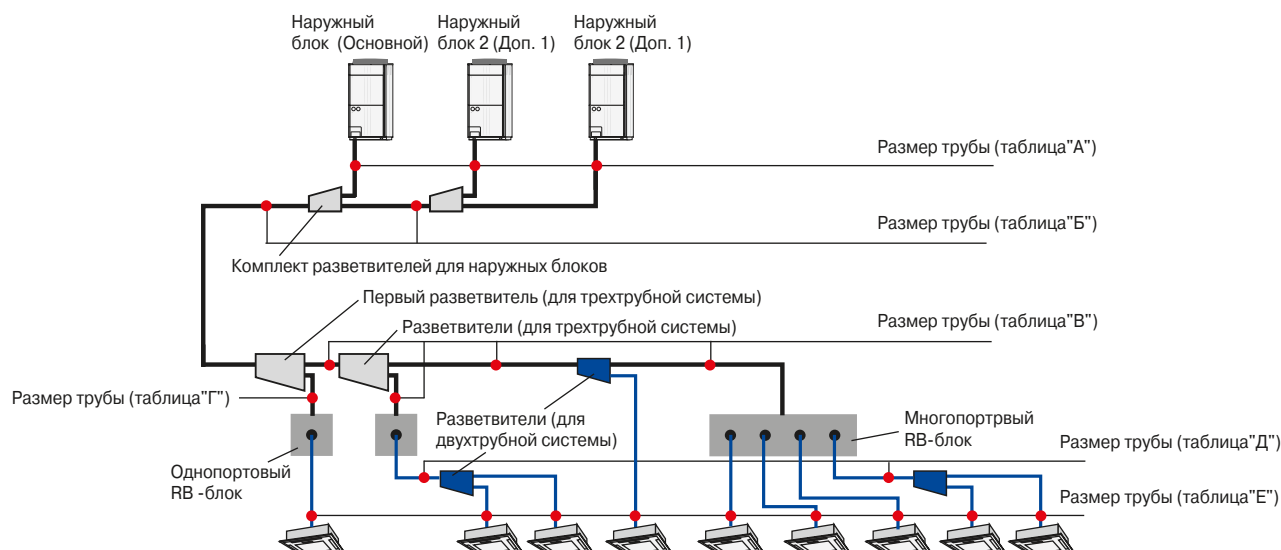 Наружный
блок (Основной)
Наружный
блок 2 (Доп. 1)
Наружный
блок 2 (Доп. 1)
Размер трубы (таблица"А")
Размер трубы (таблица"Б")
Комплект разветвителей для наружных блоков
Первый разветвитель (для трехтрубной системы)
Разветвители (для трехтрубной системы)
Размер трубы (таблица"В")
Размер трубы (таблица"Г")
Разветвители (для
двухтрубной системы)
Многопортрвый
RB-блок
Размер трубы (таблица"Д")
Однопортовый
RB -блок
Размер трубы (таблица"Е")